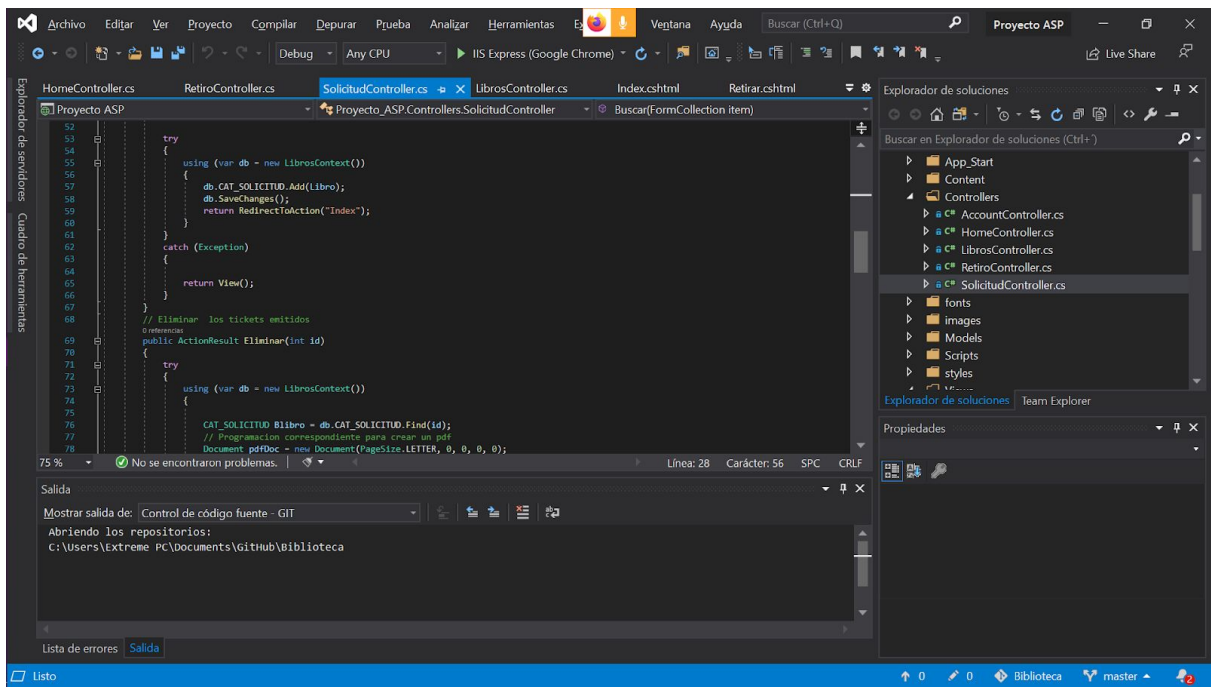 Archivo Editar Ver Proyecto Compilar Depurar Prueba Analizar Herramientas Ventana Ayuda Buscar (Ctrl+Q) Proyecto ASP
Debug Any CPU IIS Express (Google Chrome) Live Share
Explorador de servidores
Cuadro de herramientas
HomeController.cs RetiroController.cs SolicitudController.cs LibrosController.cs Index.cshtml Retirar.cshtml
Proyecto ASP Proyecto_ASP.Controllers.SolicitudController Buscar(FormCollection item)
52
53 try
54 {
55 using (var db = new LibrosContext())
56 {
57 db.CAT_SOLICITUD.Add(Libro);
58 db.SaveChanges();
59 return RedirectToAction("Index");
60 }
61 }
62 catch (Exception)
63 {
64
65 return View();
66 }
67 }
68 // Eliminar los tickets emitidos
0 referencias
69 public ActionResult Eliminar(int id)
70 {
71 try
72 {
73 using (var db = new LibrosContext())
74 {
75
76 CAT_SOLICITUD Blibro = db.CAT_SOLICITUD.Find(id);
77 // Programacion correspondiente para crear un pdf
78 Document pdfDoc = new Document(PageSize.LETTER, 0, 0, 0, 0);
75 % No se encontraron problemas. Línea: 28 Carácter: 56 SPC CRLF
Salida
Mostrar salida de: Control de código fuente - GIT
Abriendo los repositorios:
C:\Users\Extreme PC\Documents\GitHub\Biblioteca
Lista de errores Salida
Explorador de soluciones
Buscar en Explorador de soluciones (Ctrl+´)
App_Start
Content
Controllers
C# AccountController.cs
C# HomeController.cs
C# LibrosController.cs
C# RetiroController.cs
C# SolicitudController.cs
fonts
images
Models
Scripts
styles
Explorador de soluciones Team Explorer
Propiedades
Listo 0 0 Biblioteca master 2